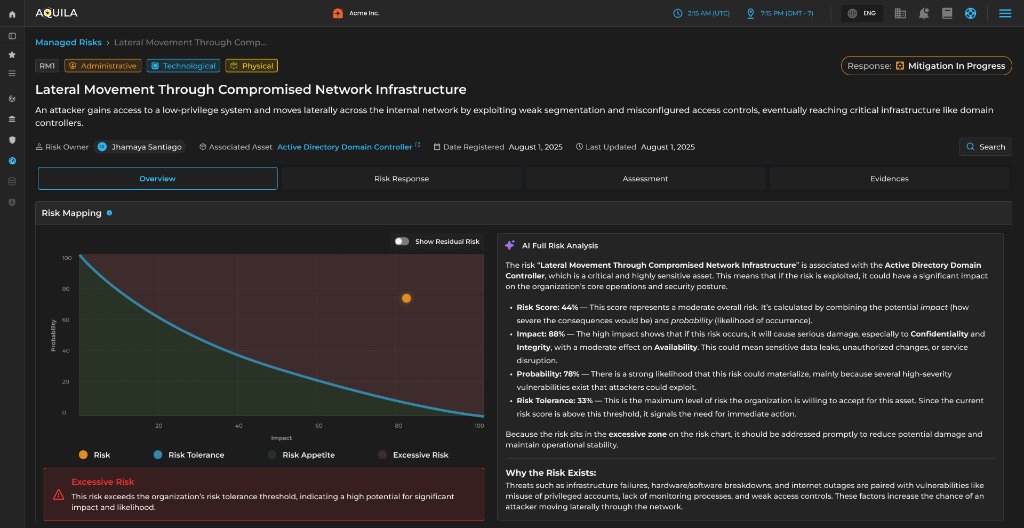 AQUILA
Acme Inc.
2:15 AM (UTC)
7:15 PM (GMT - 7)
ENG
Managed Risks › Lateral Movement Through Comp...
RM1 Administrative Technological Physical
Response: Mitigation In Progress
Lateral Movement Through Compromised Network Infrastructure
An attacker gains access to a low-privilege system and moves laterally across the internal network by exploiting weak segmentation and misconfigured access controls, eventually reaching critical infrastructure like domain
controllers.
Risk Owner Jhamaya Santiago Associated Asset Active Directory Domain Controller Date Registered August 1, 2025 Last Updated August 1, 2025
Search
Overview Risk Response Assessment Evidences
Risk Mapping
Show Residual Risk
100
80
60
40
20
0
Probability
20 40 60 80 100
Impact
Risk Risk Tolerance Risk Appetite Excessive Risk
Excessive Risk
This risk exceeds the organization's risk tolerance threshold, indicating a high potential for significant
impact and likelihood.
AI Full Risk Analysis
The risk "Lateral Movement Through Compromised Network Infrastructure" is associated with the Active Directory Domain
Controller, which is a critical and highly sensitive asset. This means that if the risk is exploited, it could have a significant impact
on the organization's core operations and security posture.
• Risk Score: 44% — This score represents a moderate overall risk. It's calculated by combining the potential impact (how
severe the consequences would be) and probability (likelihood of occurrence).
• Impact: 88% — The high impact shows that if this risk occurs, it will cause serious damage, especially to Confidentiality and
Integrity, with a moderate effect on Availability. This could mean sensitive data leaks, unauthorized changes, or service
disruption.
• Probability: 78% — There is a strong likelihood that this risk could materialize, mainly because several high-severity
vulnerabilities exist that attackers could exploit.
• Risk Tolerance: 33% — This is the maximum level of risk the organization is willing to accept for this asset. Since the current
risk score is above this threshold, it signals the need for immediate action.
Because the risk sits in the excessive zone on the risk chart, it should be addressed promptly to reduce potential damage and
maintain operational stability.
Why the Risk Exists:
Threats such as infrastructure failures, hardware/software breakdowns, and internet outages are paired with vulnerabilities like
misuse of privileged accounts, lack of monitoring processes, and weak access controls. These factors increase the chance of an
attacker moving laterally through the network.